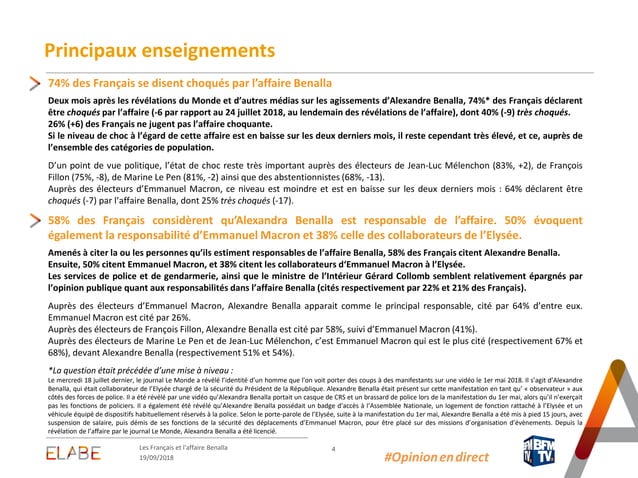 Principaux enseignements
74% des Français se disent choqués par l’affaire Benalla
Deux mois après les révélations du Monde et d’autres médias sur les agissements d’Alexandre Benalla, 74%* des Français déclarent
être choqués par l’affaire (-6 par rapport au 24 juillet 2018, au lendemain des révélations de l’affaire), dont 40% (-9) très choqués.
26% (+6) des Français ne jugent pas l’affaire choquante.
Si le niveau de choc à l’égard de cette affaire est en baisse sur les deux derniers mois, il reste cependant très élevé, et ce, auprès de
l’ensemble des catégories de population.
D’un point de vue politique, l’état de choc reste très important auprès des électeurs de Jean-Luc Mélenchon (83%, +2), de François
Fillon (75%, -8), de Marine Le Pen (81%, -2) ainsi que des abstentionnistes (68%, -13).
Auprès des électeurs d’Emmanuel Macron, ce niveau est moindre et est en baisse sur les deux derniers mois : 64% déclarent être
choqués (-7) par l’affaire Benalla, dont 25% très choqués (-17).
58% des Français considèrent qu’Alexandra Benalla est responsable de l’affaire. 50% évoquent
également la responsabilité d’Emmanuel Macron et 38% celle des collaborateurs de l’Elysée.
Amenés à citer la ou les personnes qu’ils estiment responsables de l’affaire Benalla, 58% des Français citent Alexandre Benalla.
Ensuite, 50% citent Emmanuel Macron, et 38% citent les collaborateurs d’Emmanuel Macron à l’Elysée.
Les services de police et de gendarmerie, ainsi que le ministre de l’Intérieur Gérard Collomb semblent relativement épargnés par
l’opinion publique quant aux responsabilités dans l’affaire Benalla (cités respectivement par 22% et 21% des Français).
Auprès des électeurs d’Emmanuel Macron, Alexandre Benalla apparait comme le principal responsable, cité par 64% d’entre eux.
Emmanuel Macron est cité par 26%.
Auprès des électeurs de François Fillon, Alexandre Benalla est cité par 58%, suivi d’Emmanuel Macron (41%).
Auprès des électeurs de Marine Le Pen et de Jean-Luc Mélenchon, c’est Emmanuel Macron qui est le plus cité (respectivement 67% et
68%), devant Alexandre Benalla (respectivement 51% et 54%).
*La question était précédée d’une mise à niveau :
Le mercredi 18 juillet dernier, le journal Le Monde a révélé l’identité d’un homme que l’on voit porter des coups à des manifestants sur une vidéo le 1er mai 2018. Il s’agit d’Alexandre
Benalla, qui était collaborateur de l’Elysée chargé de la sécurité du Président de la République. Alexandre Benalla était présent sur cette manifestation en tant qu’ « observateur » aux
côtés des forces de police. Il a été révélé par une vidéo qu’Alexandra Benalla portait un casque de CRS et un brassard de police lors de la manifestation du 1er mai, alors qu’il n’exerçait
pas les fonctions de policiers. Il a également été révélé qu’Alexandre Benalla possédait un badge d’accès à l’Assemblée Nationale, un logement de fonction rattaché à l’Elysée et un
véhicule équipé de dispositifs habituellement réservés à la police. Selon le porte-parole de l’Elysée, suite à la manifestation du 1er mai, Alexandre Benalla a été mis à pied 15 jours, avec
suspension de salaire, puis démis de ses fonctions de la sécurité des déplacements d’Emmanuel Macron, pour être placé sur des missions d’organisation d’évènements. Depuis la
révélation de l’affaire par le journal Le Monde, Alexandra Benalla a été licencié.
ELABE
Les Français et l’affaire Benalla
19/09/2018
4
#Opinion en direct
BFM
TV.